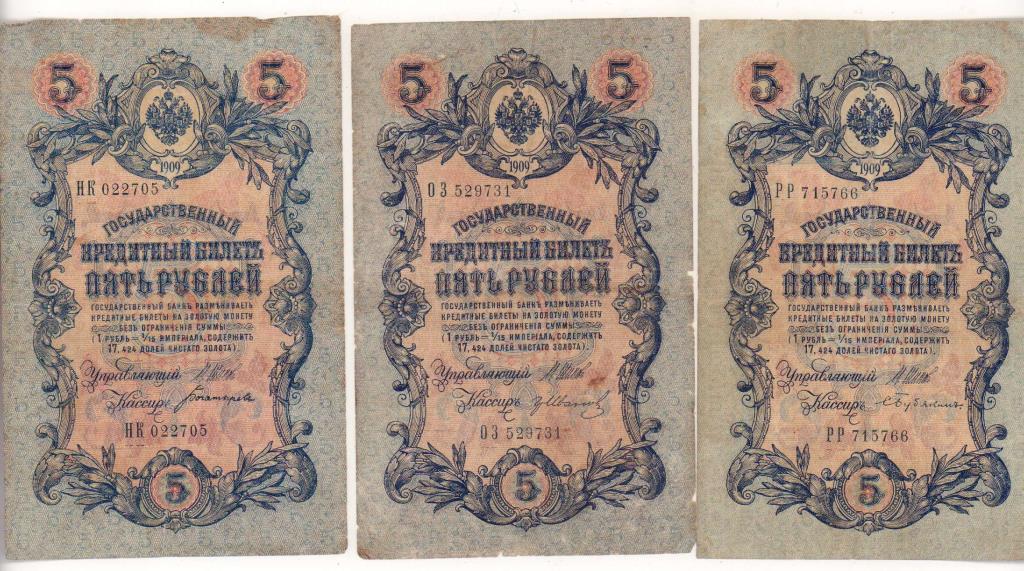 5 5
1909
НК 022705
ГОСУДАРСТВЕННЫЙ
КРЕДИТНЫЙ БИЛЕТЪ
ПЯТЬ РУБЛЕЙ
ГОСУДАРСТВЕННЫЙ БАНКЪ РАЗМѢНИВАЕТЪ
КРЕДИТНЫЕ БИЛЕТЫ НА ЗОЛОТУЮ МОНЕТУ
БЕЗЪ ОГРАНИЧЕНІЯ СУММЫ
(1 РУБЛЬ = 1/15 ИМПЕРІАЛА, СОДЕРЖИТЪ
17,424 ДОЛЕЙ ЧИСТАГО ЗОЛОТА).
Управляющій
Кассиръ
НК 022705
5
5 5
1909
ОЗ 529731
ГОСУДАРСТВЕННЫЙ
КРЕДИТНЫЙ БИЛЕТЪ
ПЯТЬ РУБЛЕЙ
ГОСУДАРСТВЕННЫЙ БАНКЪ РАЗМѢНИВАЕТЪ
КРЕДИТНЫЕ БИЛЕТЫ НА ЗОЛОТУЮ МОНЕТУ
БЕЗЪ ОГРАНИЧЕНІЯ СУММЫ
(1 РУБЛЬ = 1/15 ИМПЕРІАЛА, СОДЕРЖИТЪ
17,424 ДОЛЕЙ ЧИСТАГО ЗОЛОТА).
Управляющій
Кассиръ
ОЗ 529731
5
5 5
1909
РР 715766
ГОСУДАРСТВЕННЫЙ
КРЕДИТНЫЙ БИЛЕТЪ
ПЯТЬ РУБЛЕЙ
ГОСУДАРСТВЕННЫЙ БАНКЪ РАЗМѢНИВАЕТЪ
КРЕДИТНЫЕ БИЛЕТЫ НА ЗОЛОТУЮ МОНЕТУ
БЕЗЪ ОГРАНИЧЕНІЯ СУММЫ
(1 РУБЛЬ = 1/15 ИМПЕРІАЛА, СОДЕРЖИТЪ
17,424 ДОЛЕЙ ЧИСТАГО ЗОЛОТА).
Управляющій
Кассиръ
РР 715766
5